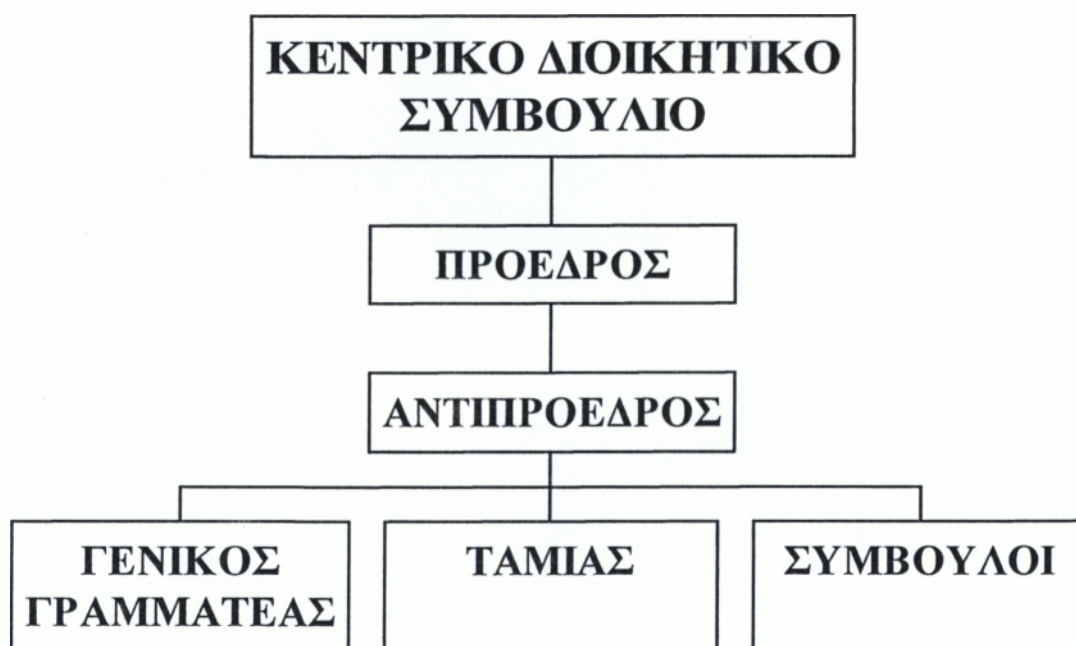 ΚΕΝΤΡΙΚΟ ΔΙΟΙΚΗΤΙΚΟ
ΣΥΜΒΟΥΛΙΟ
ΠΡΟΕΔΡΟΣ
ΑΝΤΙΠΡΟΕΔΡΟΣ
ΓΕΝΙΚΟΣ
ΓΡΑΜΜΑΤΕΑΣ
ΤΑΜΙΑΣ
ΣΥΜΒΟΥΛΟΙ